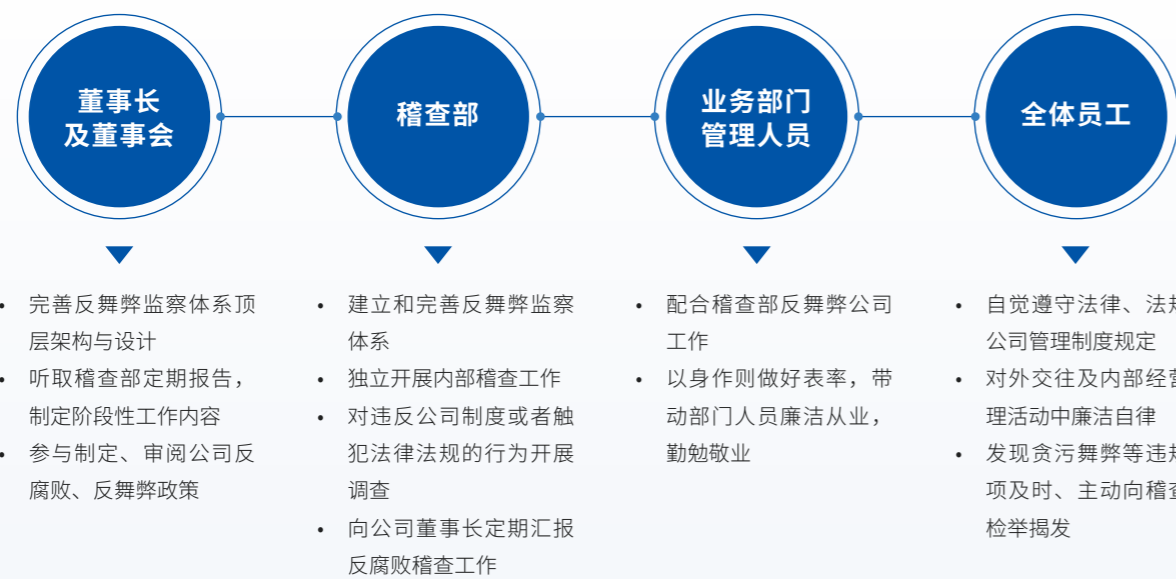 董事长
及董事会
稽查部
业务部门
管理人员
全体员工
• 完善反舞弊监察体系顶
层架构与设计
• 听取稽查部定期报告，
制定阶段性工作内容
• 参与制定、审阅公司反
腐败、反舞弊政策
• 建立和完善反舞弊监察
体系
• 独立开展内部稽查工作
• 对违反公司制度或者触
犯法律法规的行为开展
调查
• 向公司董事长定期汇报
反腐败稽查工作
• 配合稽查部反舞弊公司
工作
• 以身作则做好表率，带
动部门人员廉洁从业，
勤勉敬业
• 自觉遵守法律、法规
公司管理制度规定
• 对外交往及内部经营
理活动中廉洁自律
• 发现贪污舞弊等违规
项及时、主动向稽查
检举揭发